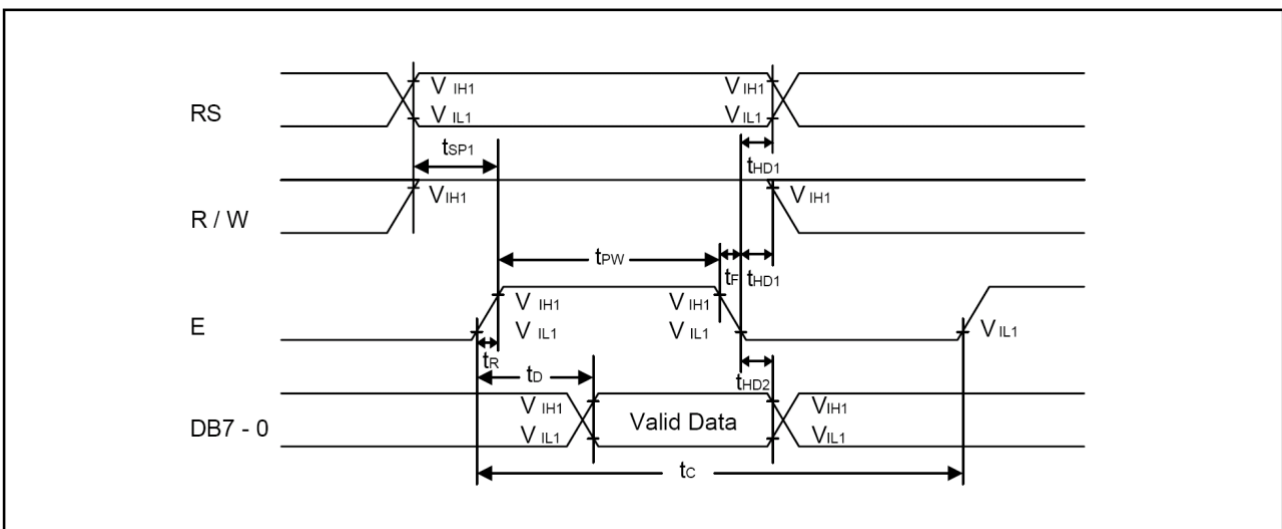 V IH1 V IH1
RS
V IL1 V IL1
tSP1
tHD1
VIH1 VIH1
R / W
tPW
tF tHD1
V IH1 V IH1
E
V IL1 V IL1 V IL1
tR
tD
tHD2
V IH1 VIH1
Valid Data
DB7 - 0
V IL1 VIL1
tC